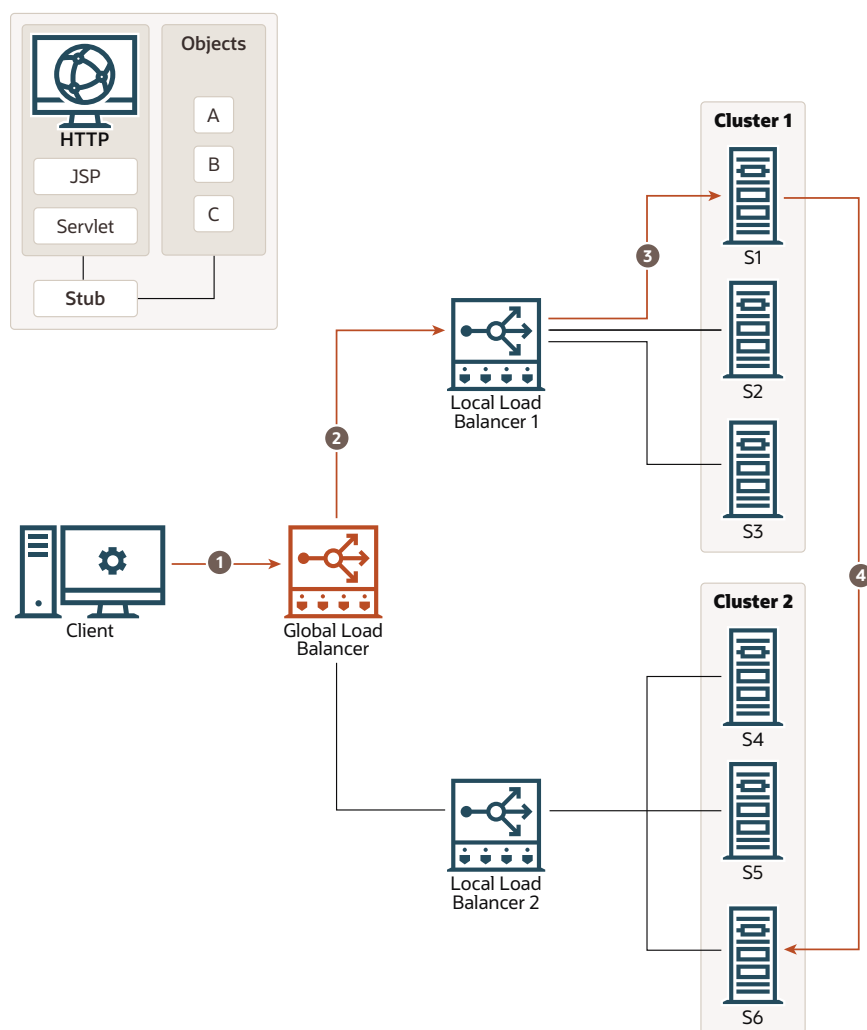 Objects
HTTP
JSP
Servlet
Stub
A
B
C
Cluster 1
S1
S2
S3
3
Local Load
Balancer 1
2
1
Client
Global Load
Balancer
4
Cluster 2
S4
S5
S6
Local Load
Balancer 2